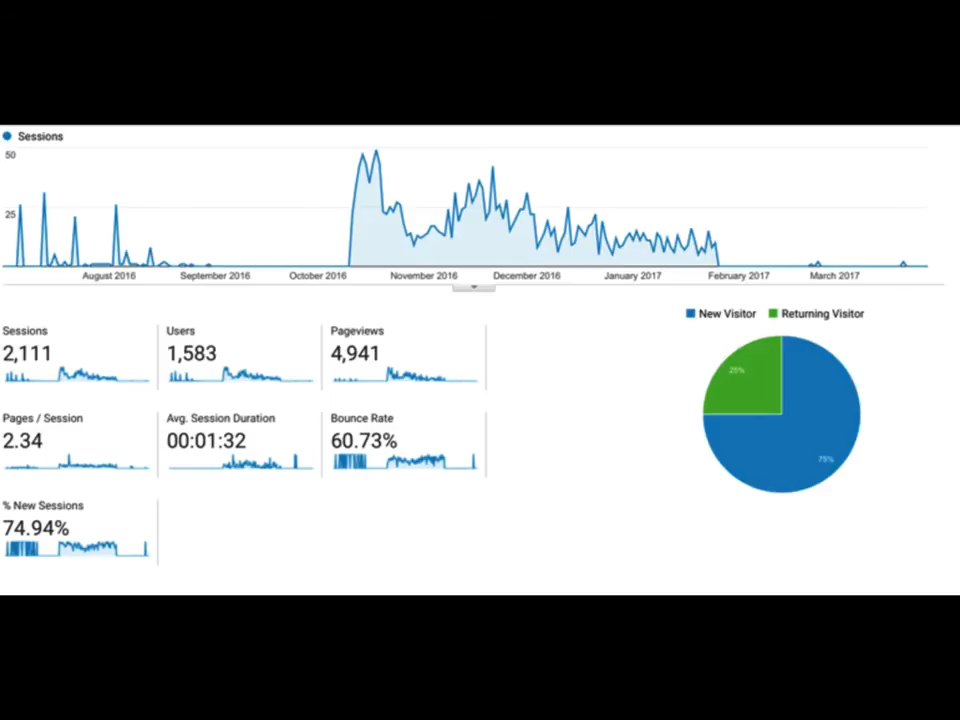 Sessions
50
25
August 2016 September 2016 October 2016 November 2016 December 2016 January 2017 February 2017 March 2017
New Visitor Returning Visitor
Sessions Users Pageviews
2,111 1,583 4,941
25%
Pages / Session Avg. Session Duration Bounce Rate
2.34 00:01:32 60.73%
75%
% New Sessions
74.94%